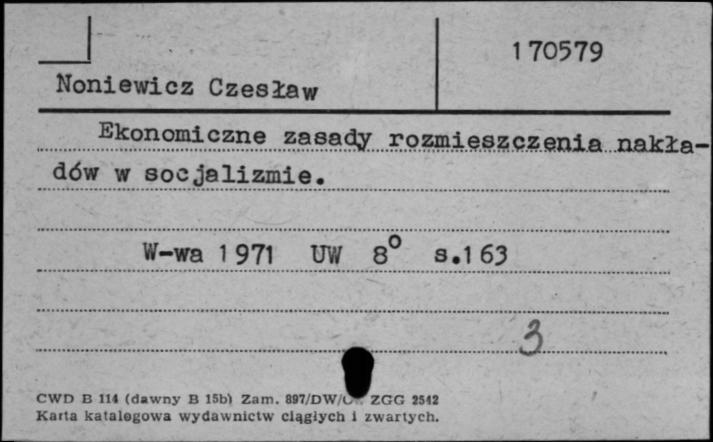 170579
Noniewicz Czesław
Ekonomiczne zasady rozmieszczenia nakła-
dów w socjalizmie.
W-wa 1971 UW 8° s.163
3
CWD B 114 (dawny B 15b) Zam. 897/DW/ ZGG 2542
Karta katalogowa wydawnictw ciągłych i zwartych.